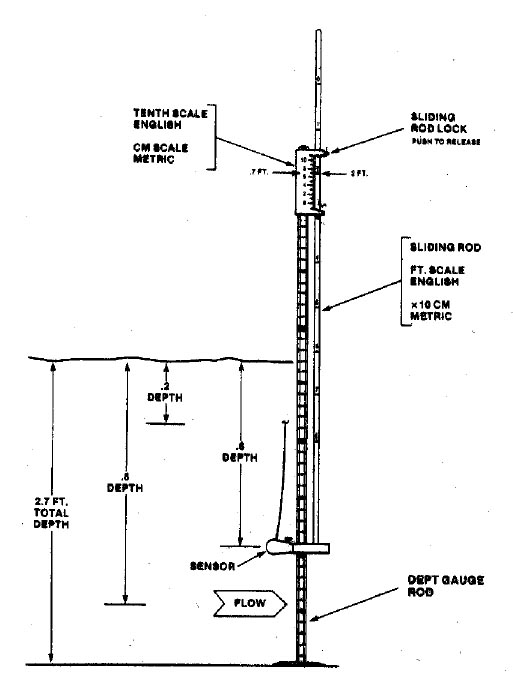 TENTH SCALE
ENGLISH
CM SCALE
METRIC
SLIDING
ROD LOCK
PUSH TO RELEASE
.7 FT.
2 FT.
10
SLIDING ROD
FT. SCALE
ENGLISH
×10 CM
METRIC
.2
DEPTH
DEPTH
DEPTH
2.7 FT.
TOTAL
DEPTH
SENSOR
FLOW
DEPT GAUGE
ROD